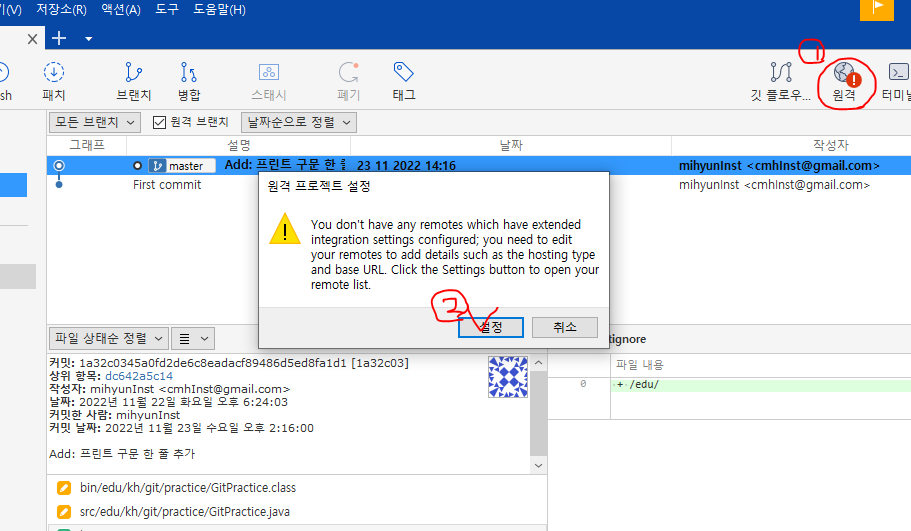 기(V) 저장소(R) 액션(A) 도구 도움말(H)
sh 패치 브랜치 병합 스태시 폐기 태그 깃 플로우... 원격 터미널
1
모든 브랜치 원격 브랜치 날짜순으로 정렬
그래프 설명 날짜 작성자
master Add: 프린트 구문 한 줄 23 11 2022 14:16 mihyunInst <cmhInst@gmail.com>
First commit mihyunInst <cmhInst@gmail.com>
원격 프로젝트 설정
You don't have any remotes which have extended
integration settings configured; you need to edit
your remotes to add details such as the hosting type
and base URL. Click the Settings button to open your
remote list.
2
설정 취소
파일 상태순 정렬
tignore
커밋: 1a32c0345a0fd2de6c8eadacf89486d5ed8fa1d1 [1a32c03]
상위 항목: dc642a5c14
작성자: mihyunInst <cmhInst@gmail.com>
날짜: 2022년 11월 22일 화요일 오후 6:24:03
커밋한 사람: mihyunInst
커밋 날짜: 2022년 11월 23일 수요일 오후 2:16:00
Add: 프린트 구문 한 줄 추가
파일 내용
0 + /edu/
bin/edu/kh/git/practice/GitPractice.class
src/edu/kh/git/practice/GitPractice.java